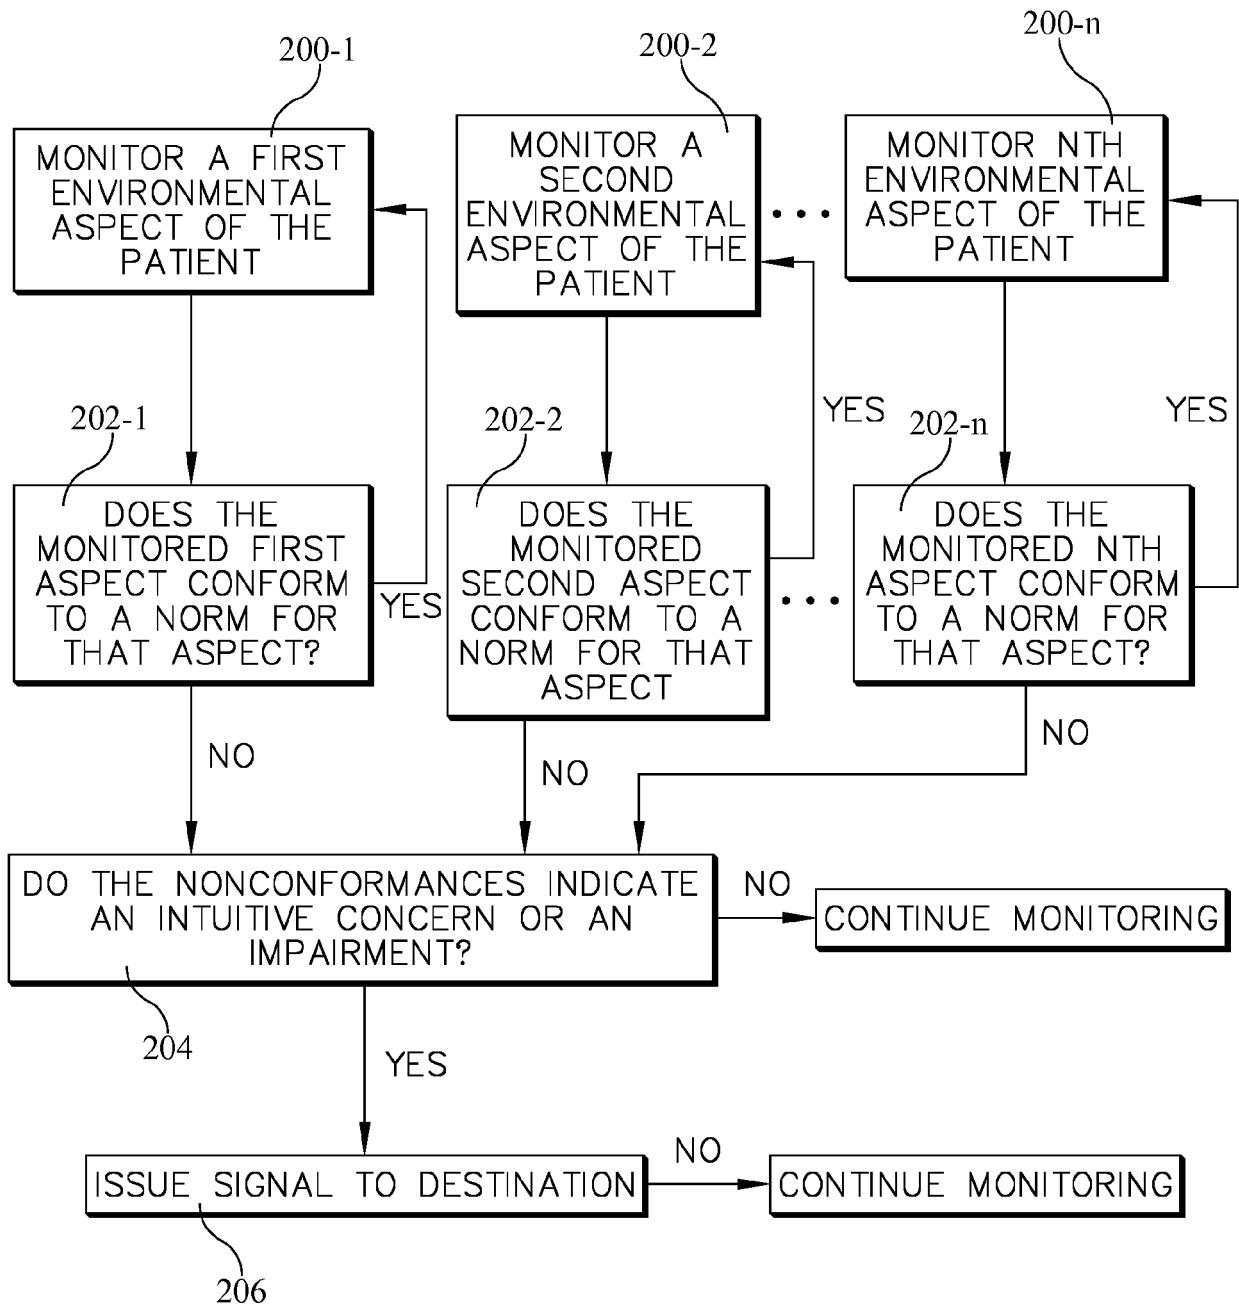 200-1
200-2
200-n
MONITOR A FIRST
ENVIRONMENTAL
ASPECT OF THE
PATIENT
MONITOR A
SECOND
ENVIRONMENTAL
ASPECT OF THE
PATIENT
MONITOR NTH
ENVIRONMENTAL
ASPECT OF THE
PATIENT
202-1
202-2
YES
202-n
YES
DOES THE
MONITORED FIRST
ASPECT CONFORM
TO A NORM FOR
THAT ASPECT?
YES
DOES THE
MONITORED
SECOND ASPECT
CONFORM TO A
NORM FOR THAT
ASPECT
DOES THE
MONITORED NTH
ASPECT CONFORM
TO A NORM FOR
THAT ASPECT?
NO
NO
NO
DO THE NONCONFORMANCES INDICATE
AN INTUITIVE CONCERN OR AN
IMPAIRMENT?
NO
CONTINUE MONITORING
204
YES
ISSUE SIGNAL TO DESTINATION
NO
CONTINUE MONITORING
206